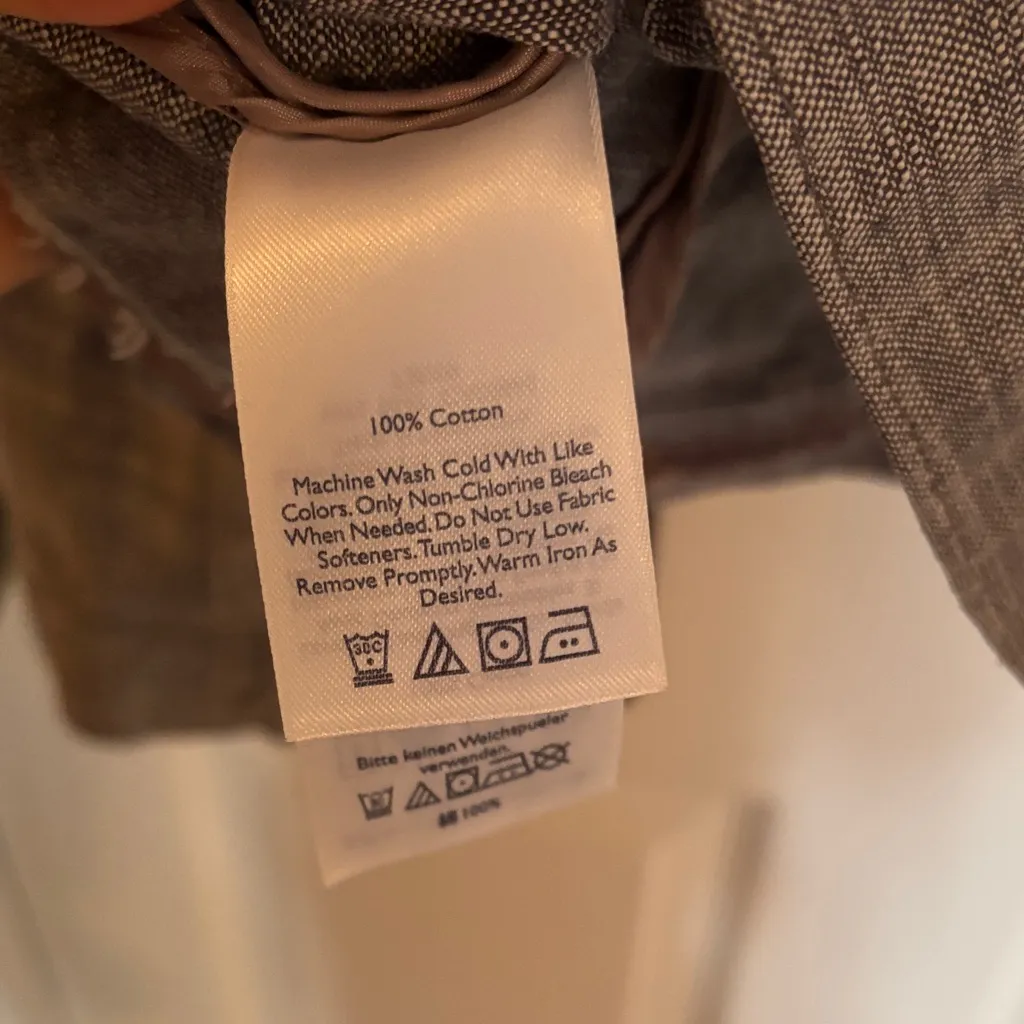 100% Cotton
Machine Wash Cold With Like
Colors. Only Non-Chlorine Bleach
When Needed. Do Not Use Fabric
Softeners. Tumble Dry Low.
Remove Promptly. Warm Iron As
Desired.
30C
Bitte keinen Weichspueler
verwenden.
100%